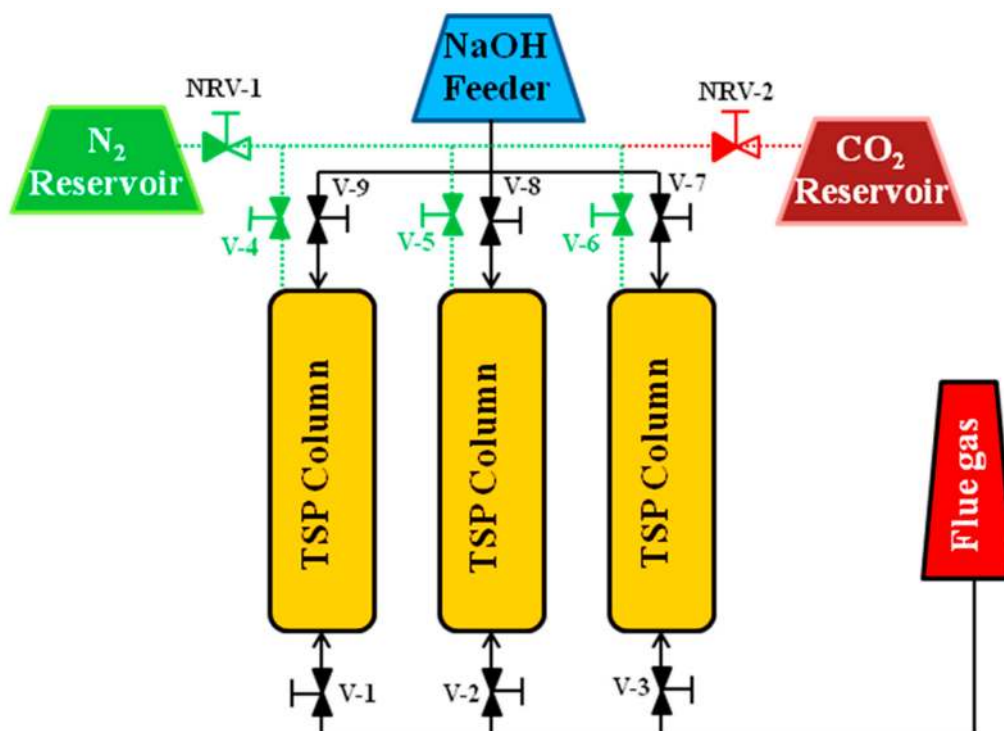 NaOH
Feeder
NRV-1
NRV-2
N₂
Reservoir
CO₂
Reservoir
V-9
V-8
V-7
V-4
V-5
V-6
TSP Column
TSP Column
TSP Column
Flue gas
V-1
V-2
V-3